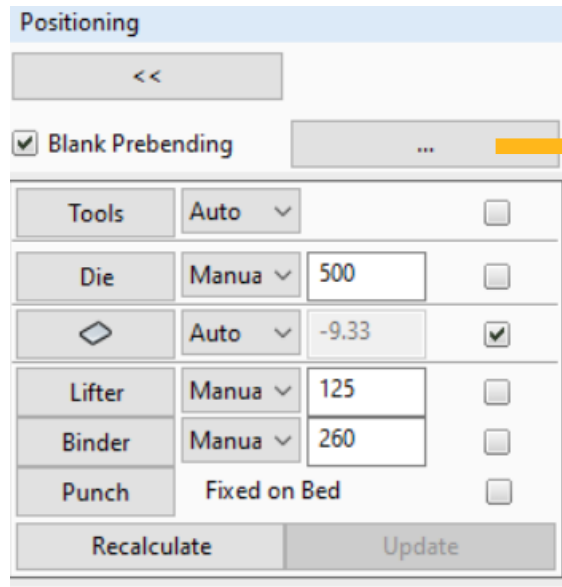 Positioning
<<
Blank Prebending ...
Tools Auto
Die Manua 500
Auto -9.33
Lifter Manua 125
Binder Manua 260
Punch Fixed on Bed
Recalculate Update